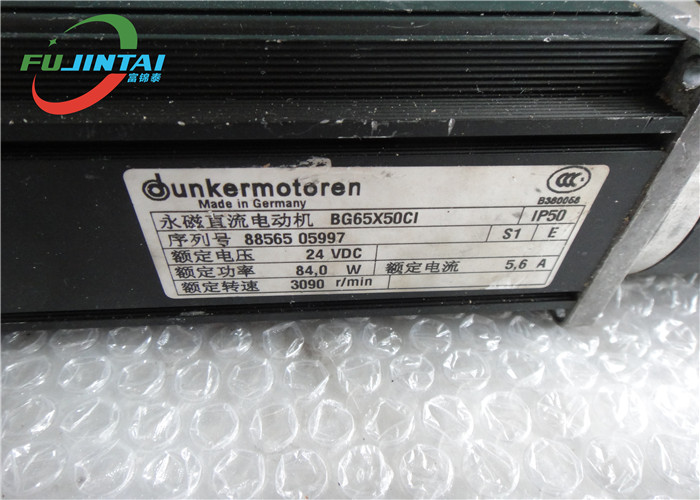 FUJINTAI
富锦泰
dunkermotoren
Made in Germany
CCC
B380058
永磁直流电动机 BG65X50CI IP50
序列号 88565 05997 S1 E
额定电压 24 VDC
额定功率 84,0 W 额定电流 5,6 A
额定转速 3090 r/min